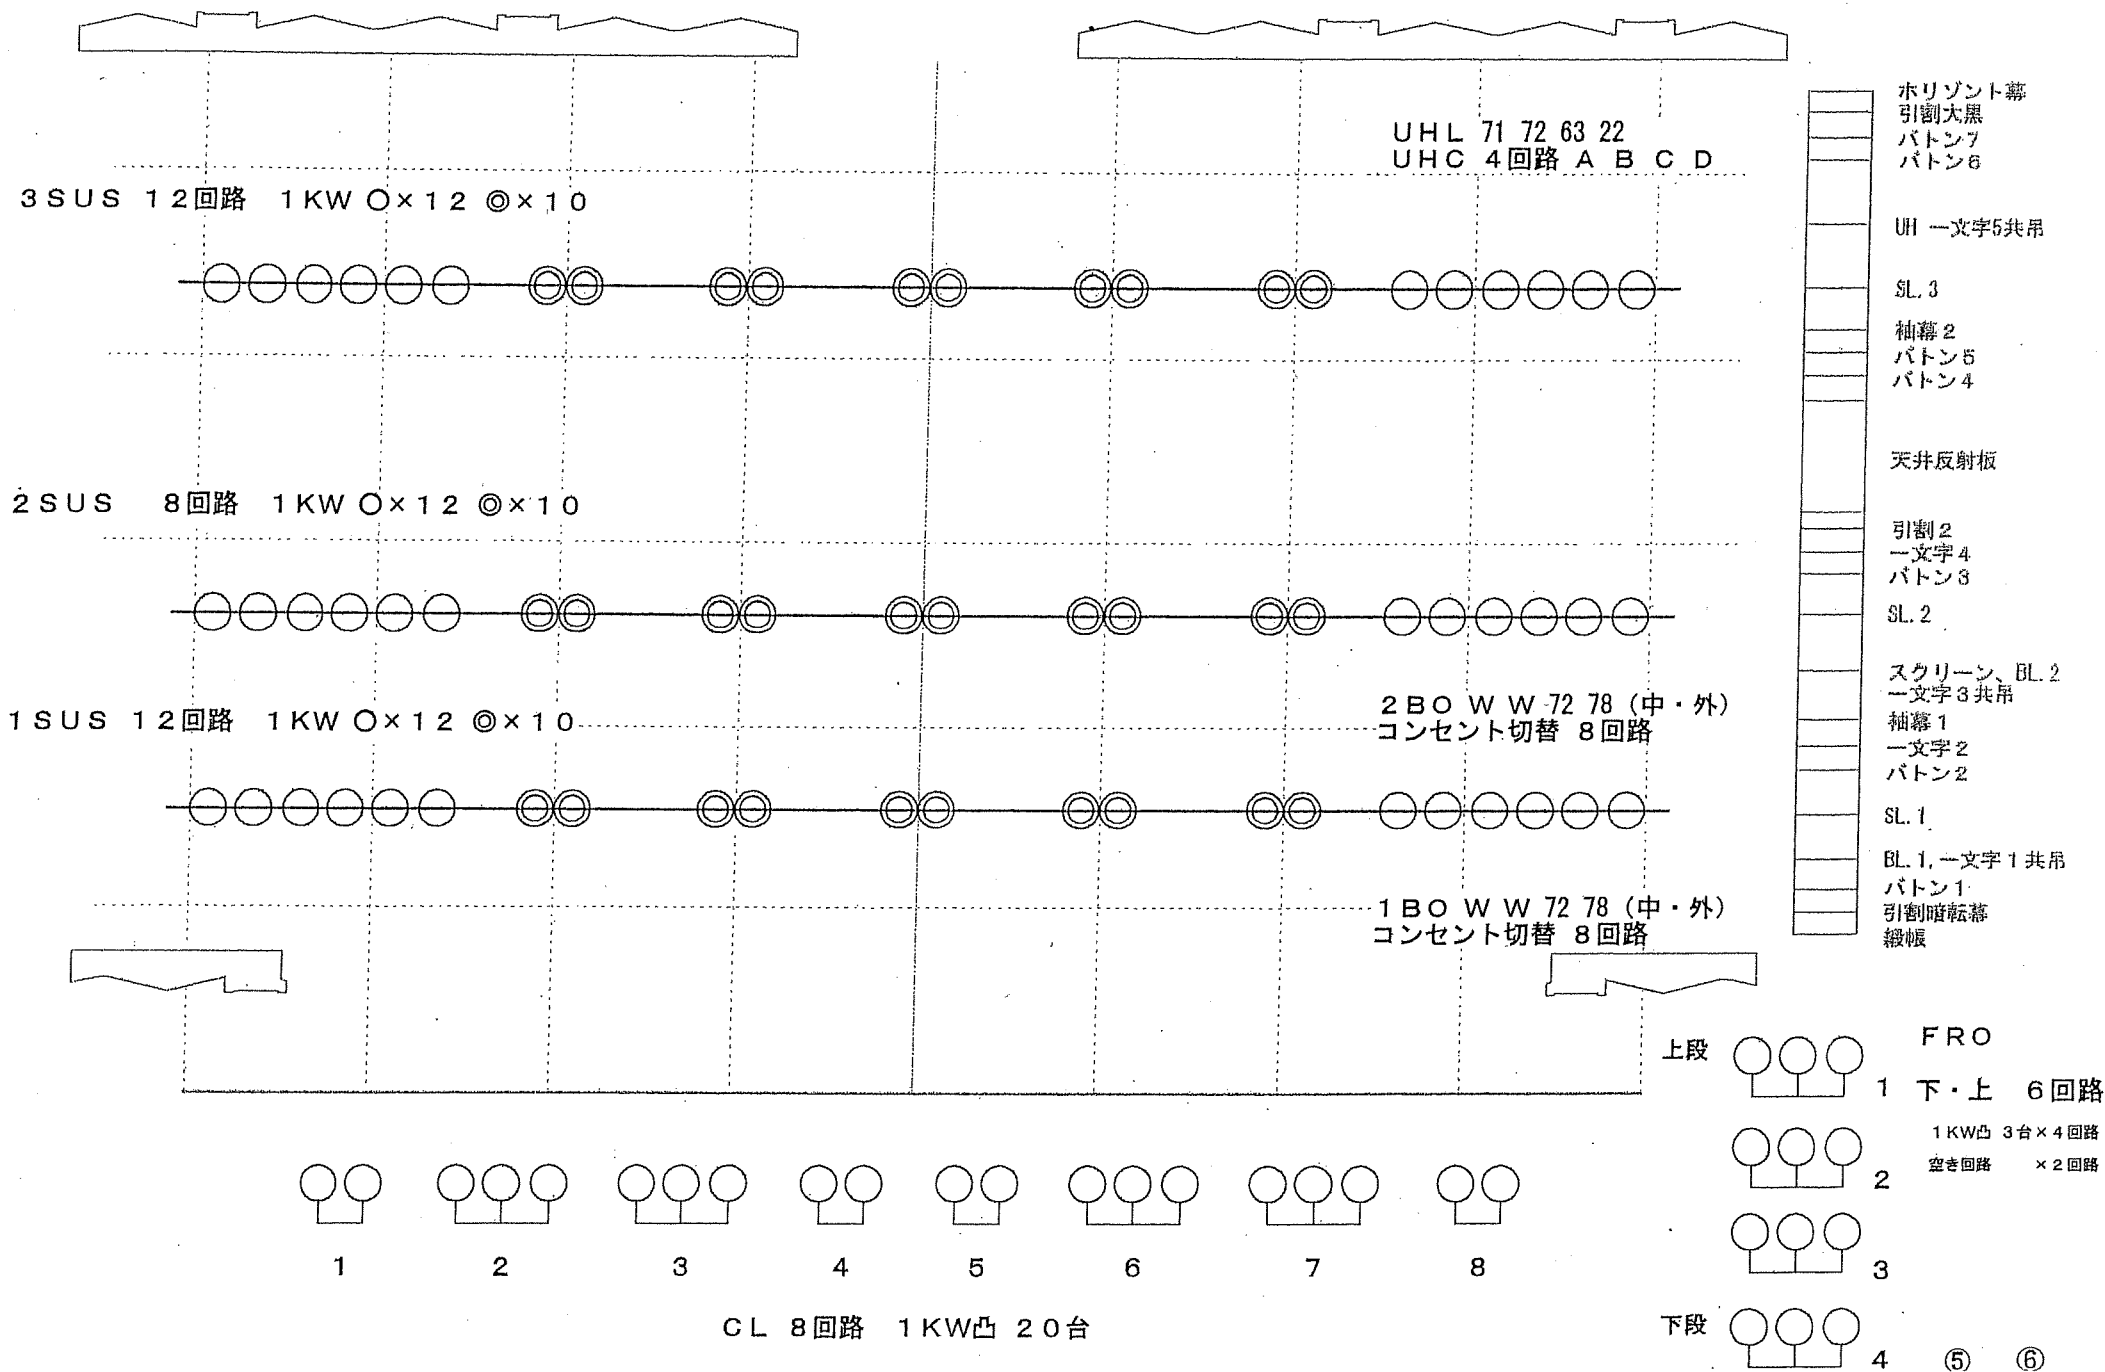 UHL 71 72 63 22
UHC 4回路 A B C D
3SUS 12回路 1KW ○×12 ◎×10
2SUS 8回路 1KW ○×12 ◎×10
1SUS 12回路 1KW ○×12 ◎×10
2BO W W 72 78 (中・外)
コンセント切替 8回路
1BO W W 72 78 (中・外)
コンセント切替 8回路
ホリゾント幕
引割大黒
バトン7
バトン6
UH 一文字5共吊
SL.3
袖幕2
バトン5
バトン4
天井反射板
引割2
一文字4
バトン3
SL.2
スクリーン、BL.2
一文字3共吊
袖幕1
一文字2
バトン2
SL.1
BL.1,一文字1共吊
バトン1
引割暗転幕
緞帳
上段
FRO
1
下・上 6回路
1KW凸 3台×4回路
空き回路 ×2回路
2
3
下段
4 ⑤ ⑥
1 2 3 4 5 6 7 8
CL 8回路 1KW凸 20台